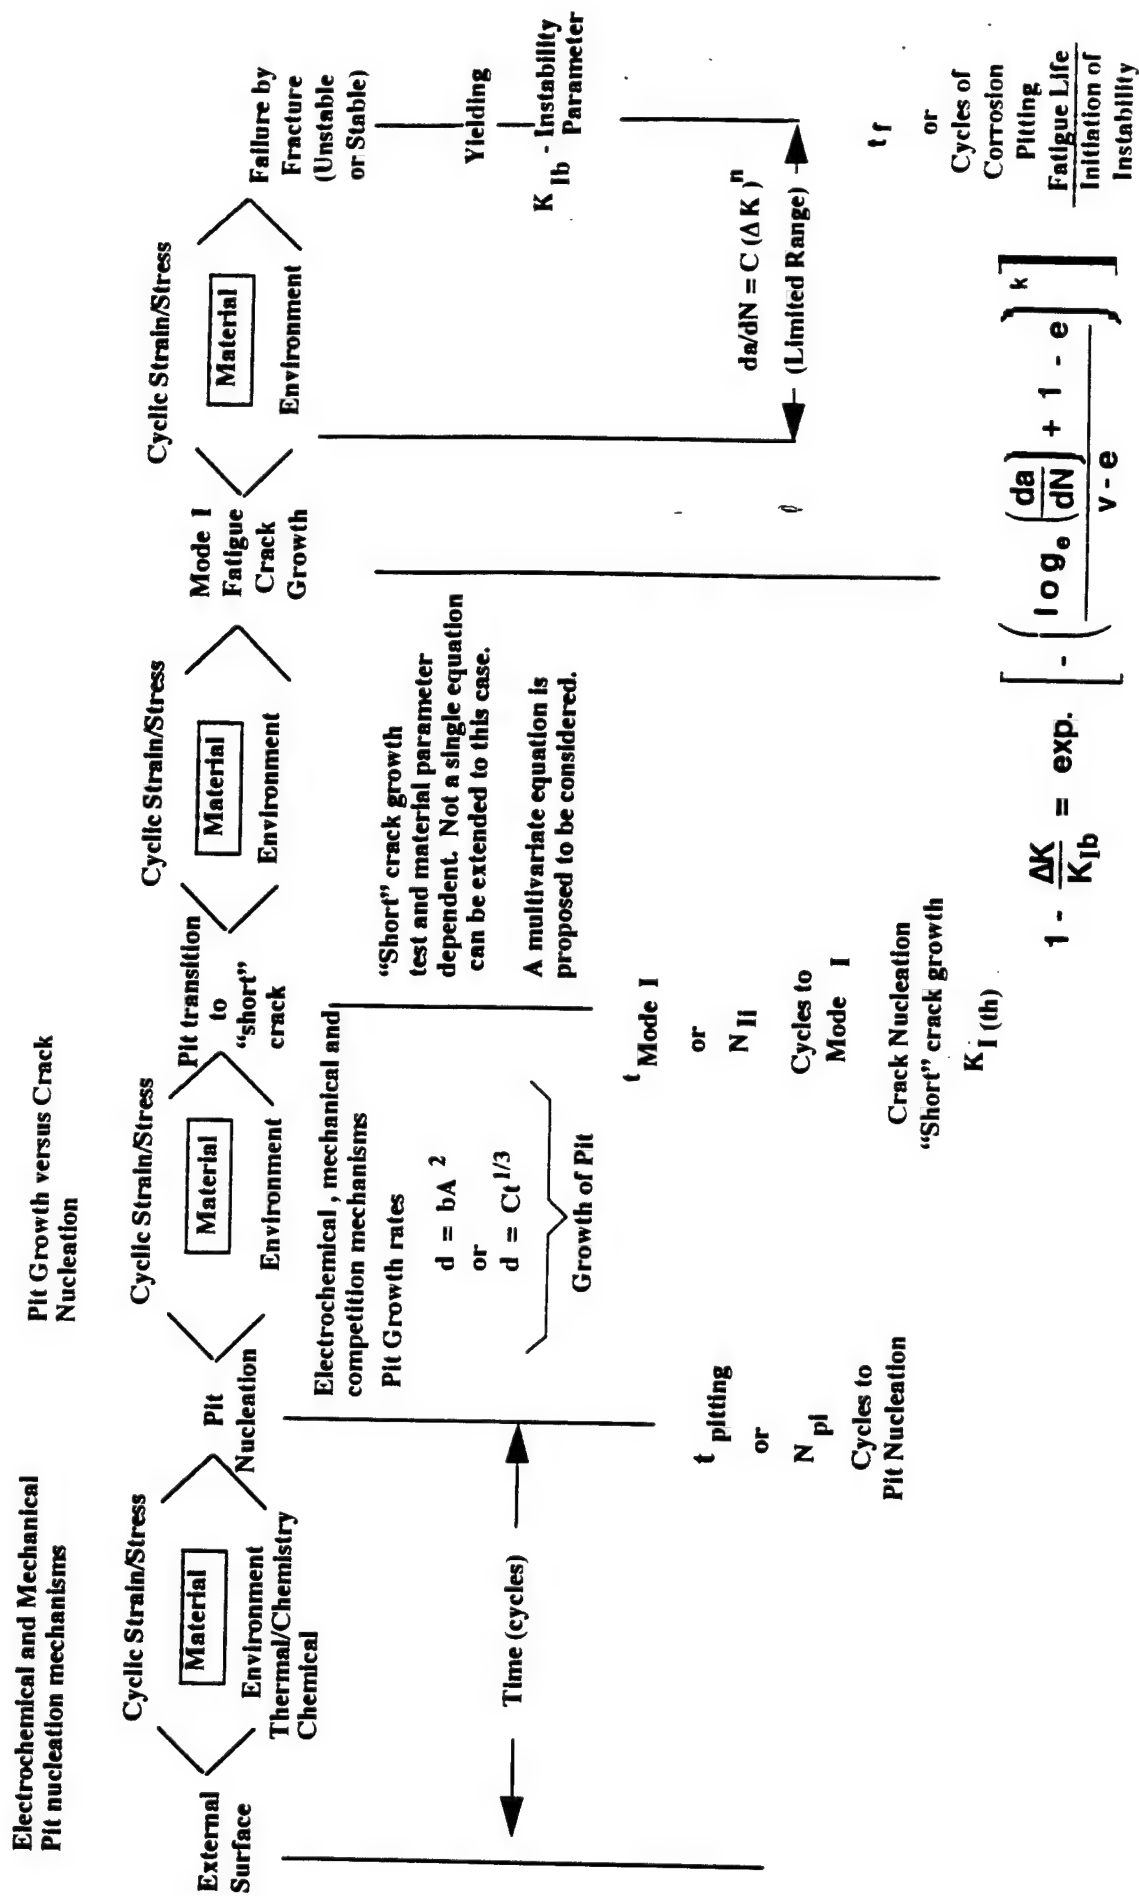 Electrochemical and Mechanical
Pit nucleation mechanisms
Pit Growth versus Crack
Nucleation
External
Surface
Cyclic Strain/Stress
Material
Environment
Thermal/Chemistry
Chemical
Pit
Nucleation
Cyclic Strain/Stress
Material
Environment
Pit transition
to
“short”
crack
Cyclic Strain/Stress
Material
Environment
Mode I
Fatigue
Crack
Growth
Cyclic Strain/Stress
Material
Environment
Failure by
Fracture
(Unstable
or Stable)
Yielding
K Ib - Instability
Parameter
Time (cycles)
Electrochemical , mechanical and
competition mechanisms
Pit Growth rates
d = bA 2
or
d = Ct 1/3
Growth of Pit
“Short” crack growth
test and material parameter
dependent. Not a single equation
can be extended to this case.
A multivariate equation is
proposed to be considered.
da/dN = C (Δ K )n
(Limited Range)
t pitting
or
N pi
Cycles to
Pit Nucleation
t Mode I
or
N Ii
Cycles to
Mode I
Crack Nucleation
“Short” crack growth
K I (th)
t f
or
Cycles of
Corrosion
Pitting
Fatigue Life
Initiation of
Instability
1 - ΔK / KIb = exp. [ - ( ( loge ( da / dN ) + 1 - e ) / ( v - e ) ) k ]